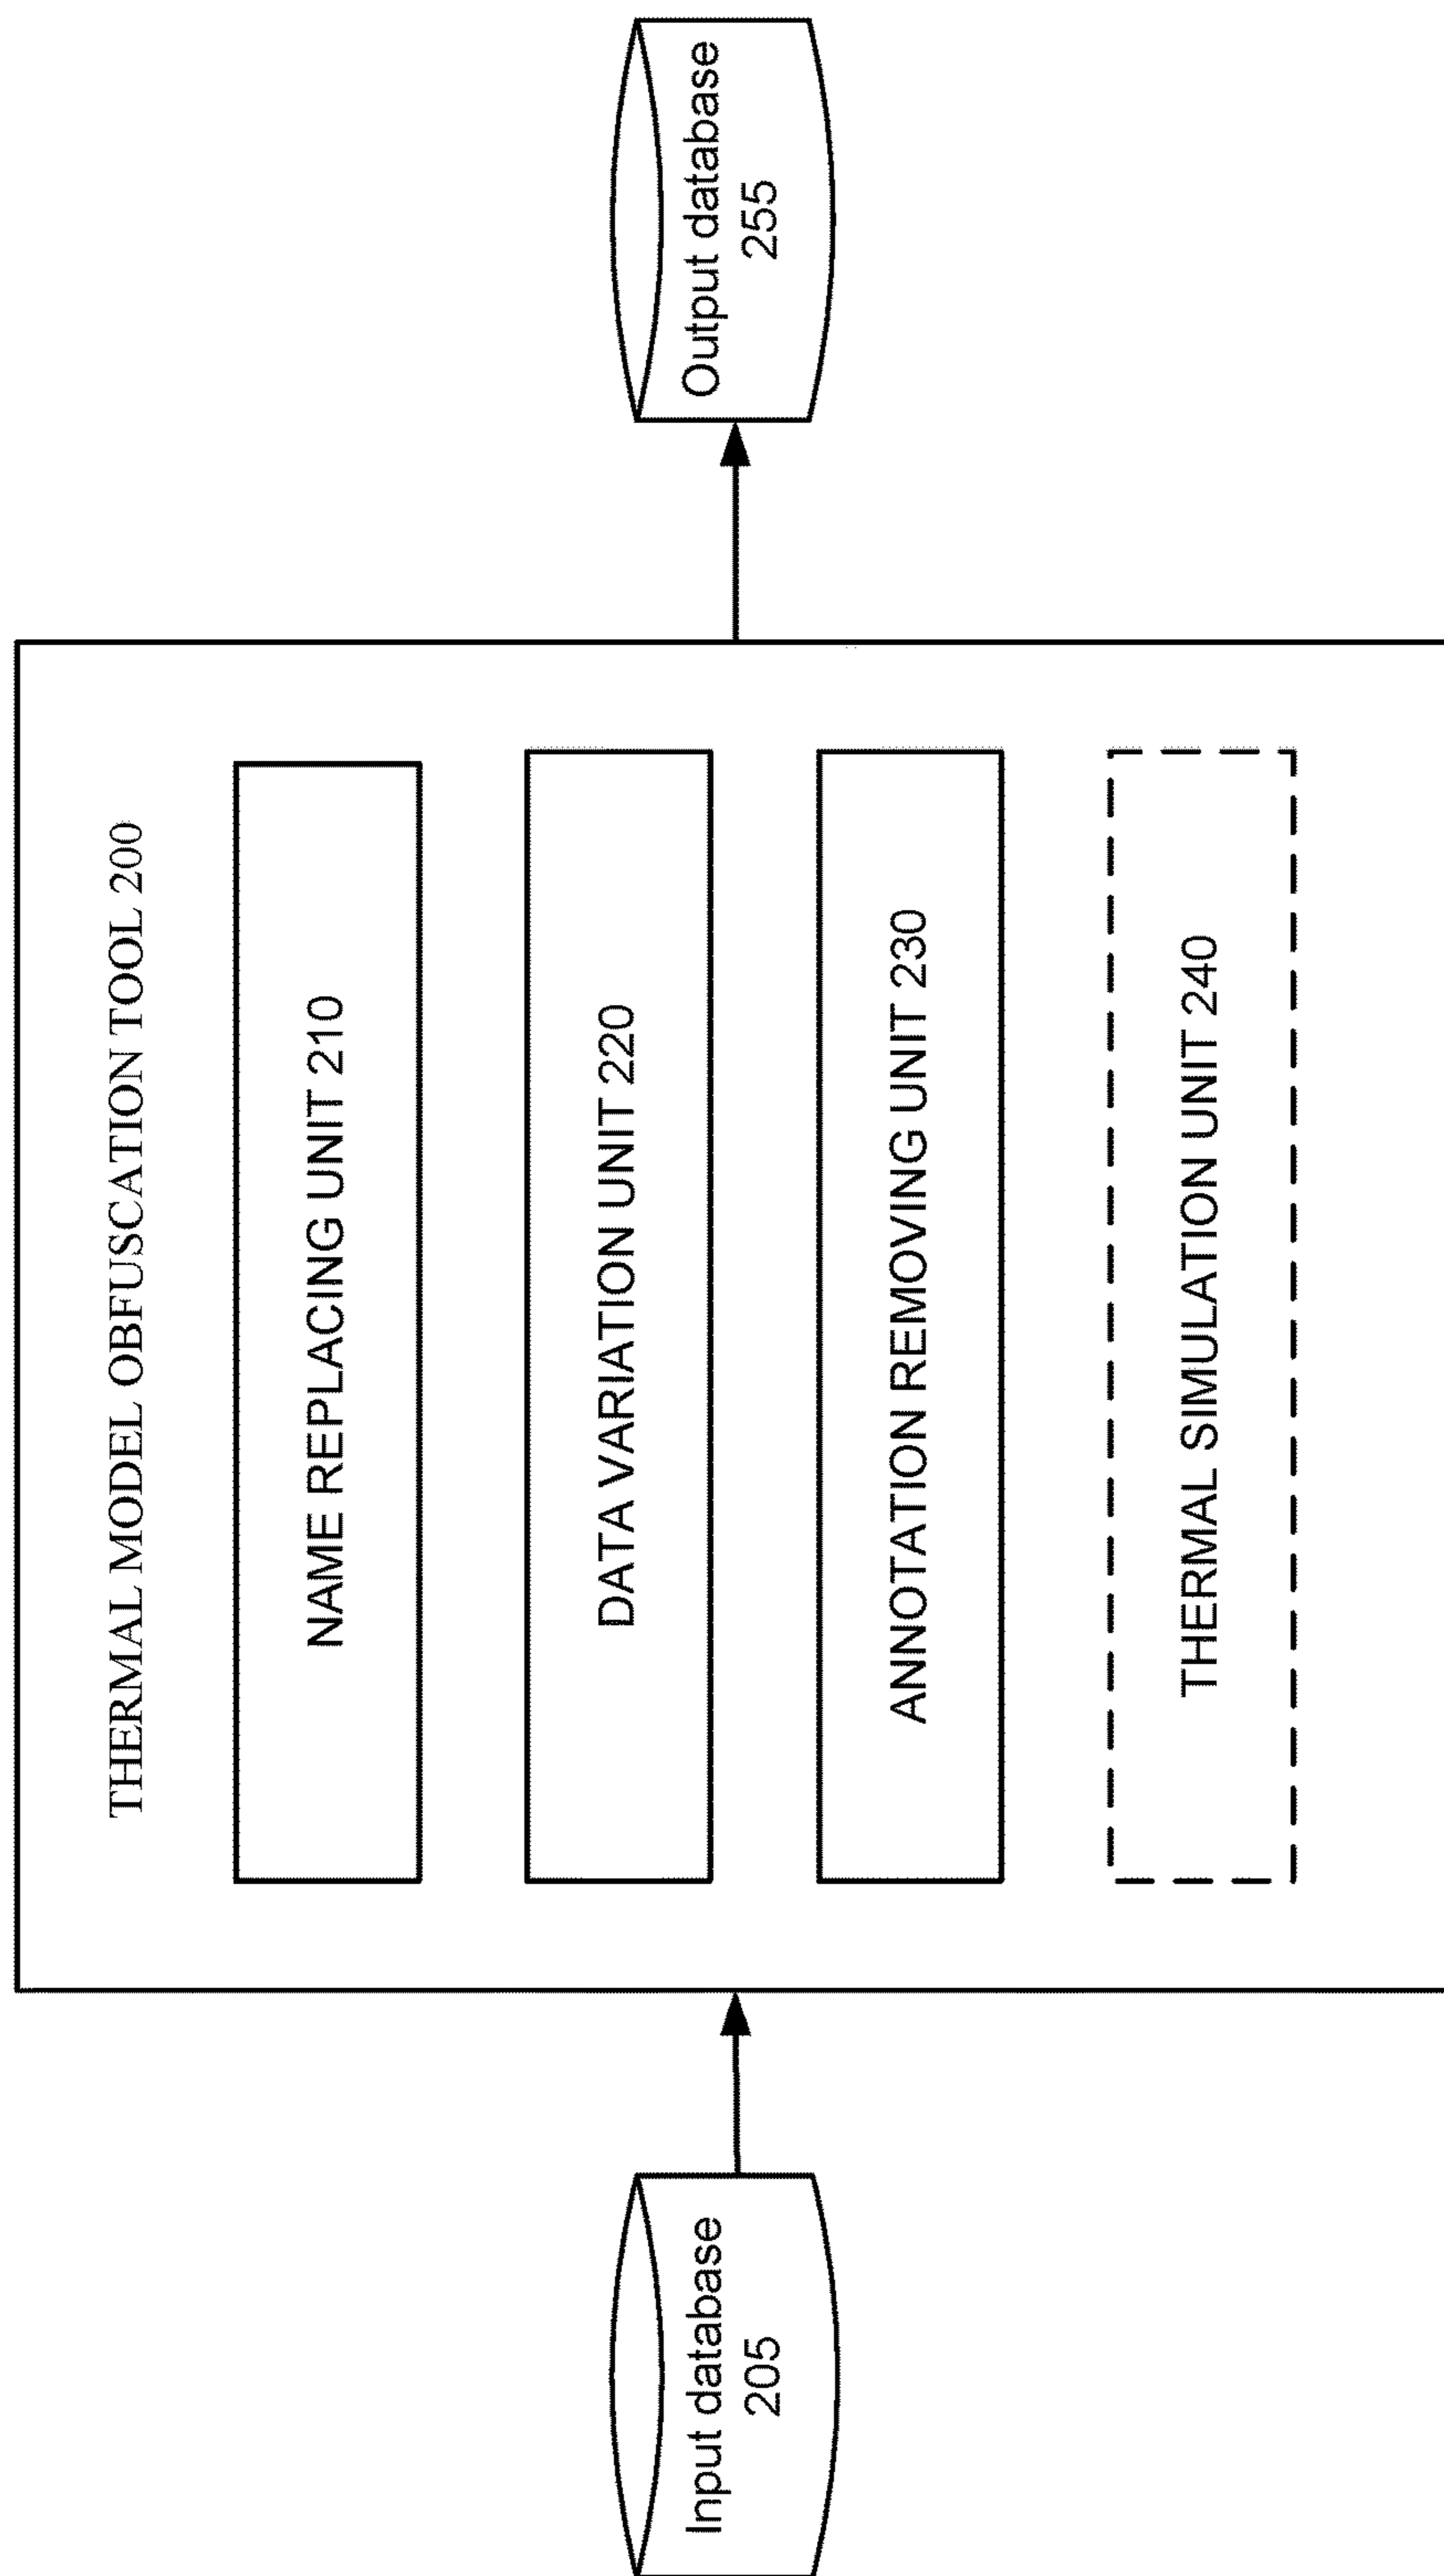 THERMAL MODEL OBFUSCATION TOOL 200
NAME REPLACING UNIT 210
DATA VARIATION UNIT 220
ANNOTATION REMOVING UNIT 230
THERMAL SIMULATION UNIT 240
Input database
205
Output database
255